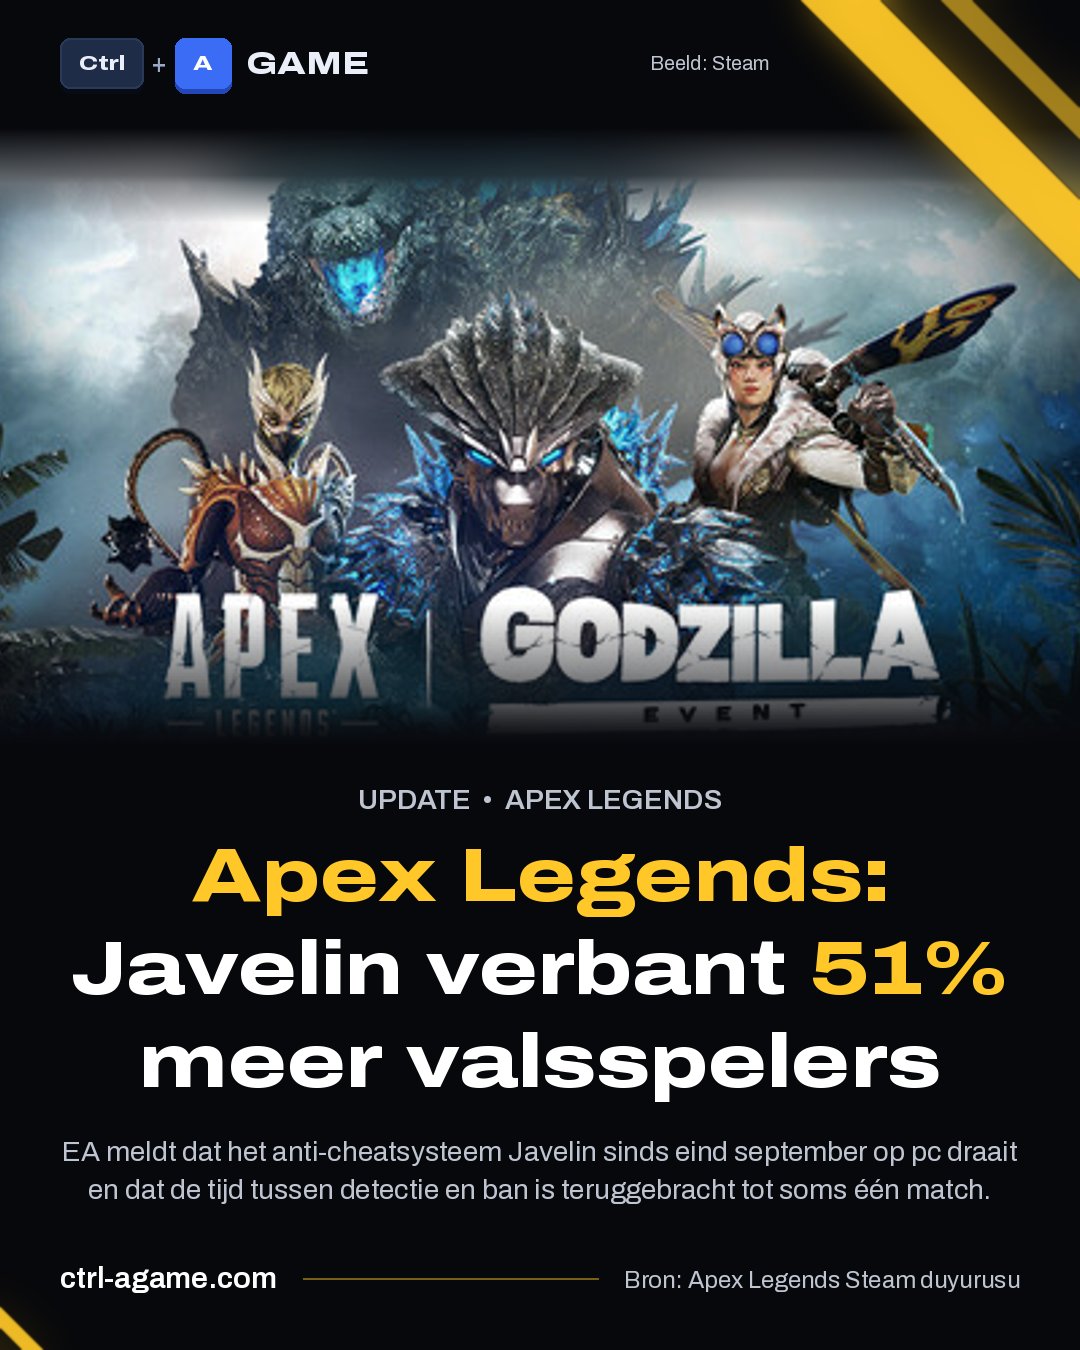 Ctrl + A GAME
Beeld: Steam
APEX
LEGENDS
GODZILLA
EVENT
UPDATE • APEX LEGENDS
Apex Legends:
Javelin verbant 51%
meer valsspelers
EA meldt dat het anti-cheatsysteem Javelin sinds eind september op pc draait
en dat de tijd tussen detectie en ban is teruggebracht tot soms één match.
ctrl-agame.com
Bron: Apex Legends Steam duyurusu